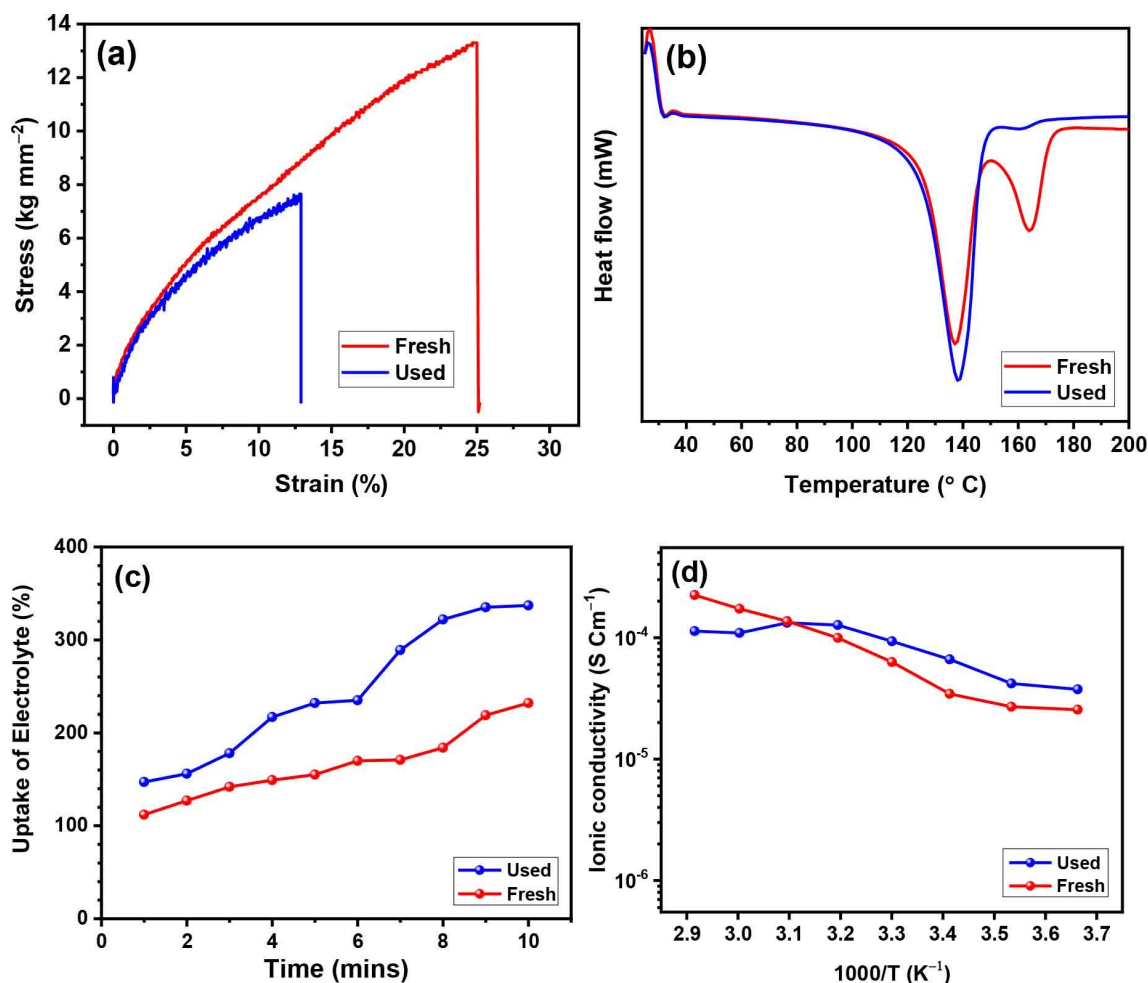 (a)
Stress (kg mm⁻²)
14
12
10
8
6
4
2
0
Fresh
Used
0 5 10 15 20 25 30
Strain (%)
(b)
Heat flow (mW)
Fresh
Used
40 60 80 100 120 140 160 180 200
Temperature (° C)
(c)
Uptake of Electrolyte (%)
400
300
200
100
0
Used
Fresh
0 2 4 6 8 10
Time (mins)
(d)
Ionic conductivity (S Cm⁻¹)
10⁻⁴
10⁻⁵
10⁻⁶
Used
Fresh
2.9 3.0 3.1 3.2 3.3 3.4 3.5 3.6 3.7
1000/T (K⁻¹)